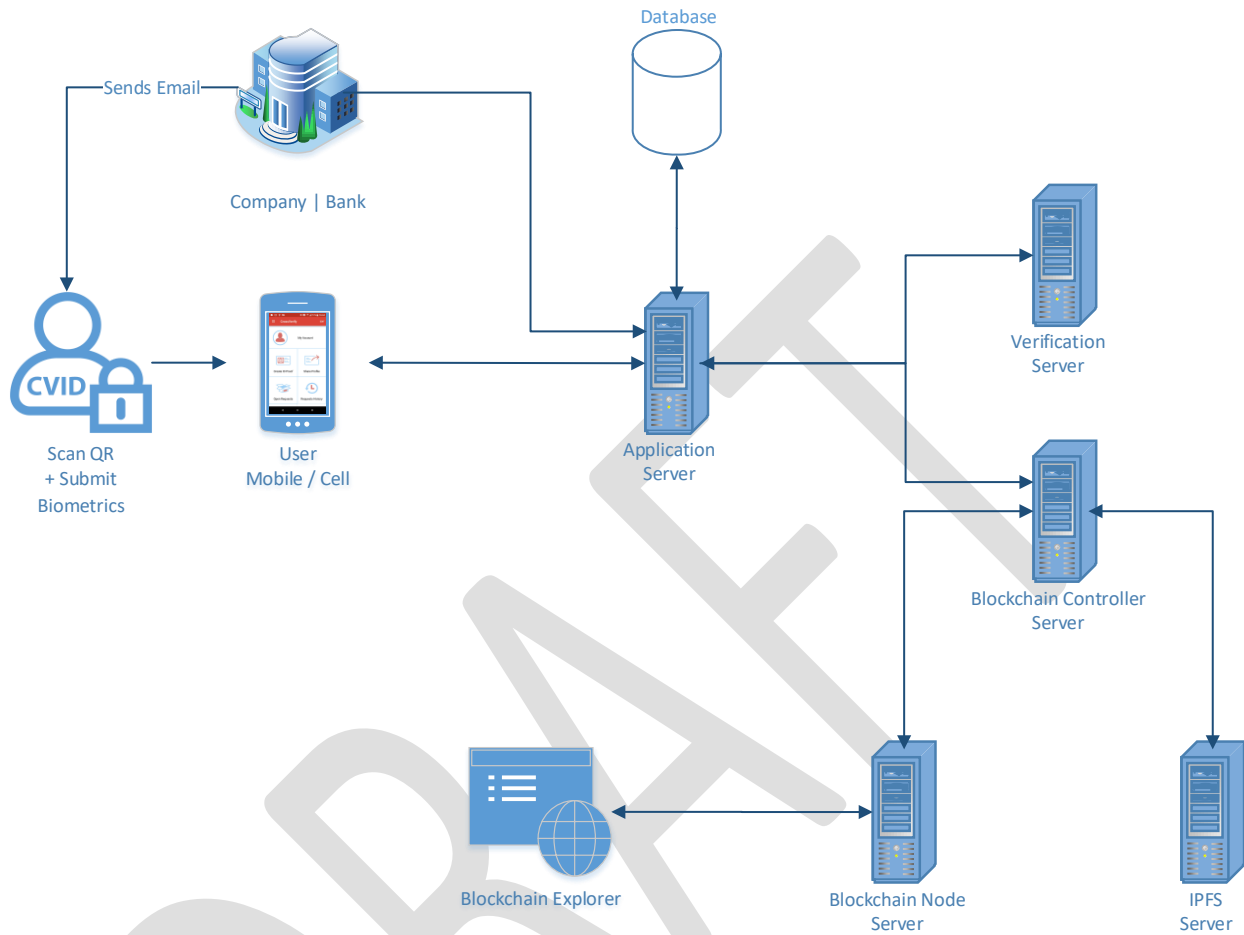 Database
Sends Email
Company | Bank
CVID
Scan QR
+ Submit
Biometrics
User
Mobile / Cell
Application
Server
Verification
Server
Blockchain Controller
Server
Blockchain Explorer
Blockchain Node
Server
IPFS
Server
DRAFT